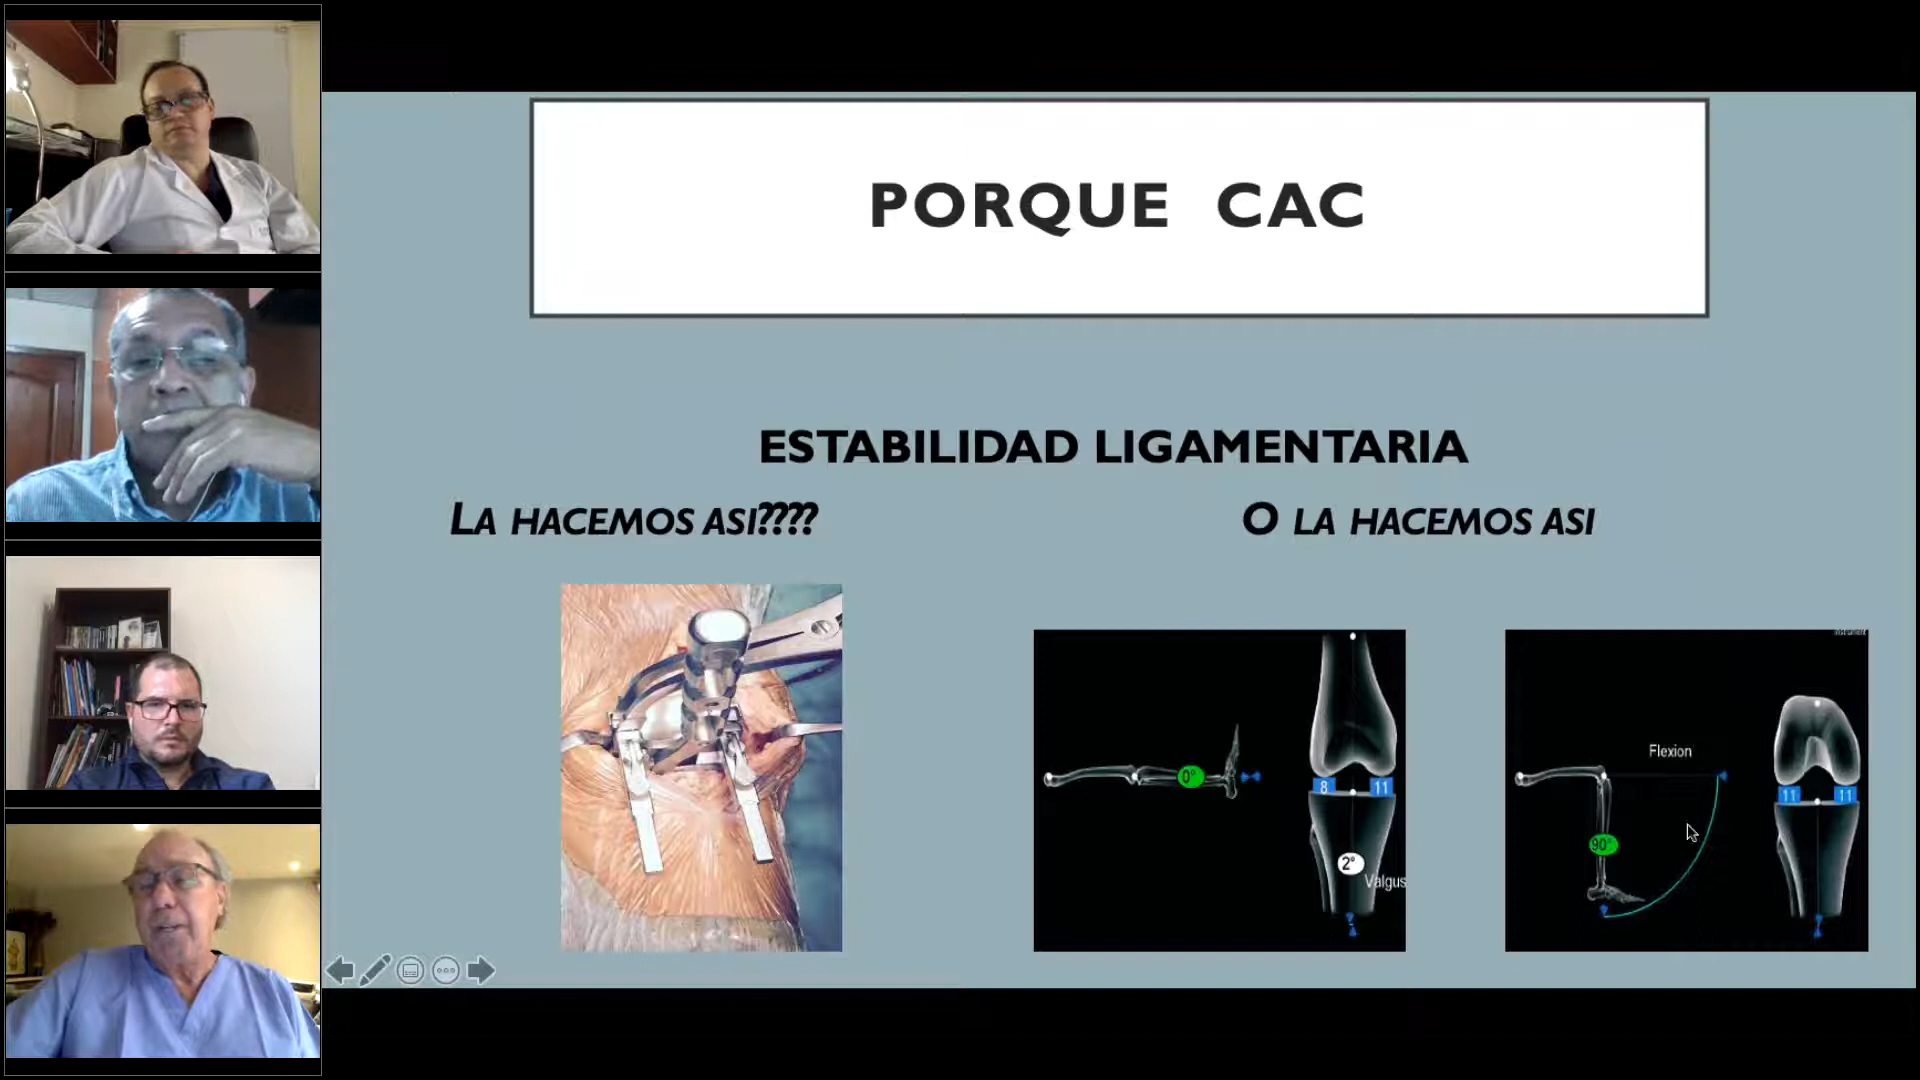 PORQUE CAC
ESTABILIDAD LIGAMENTARIA
LA HACEMOS ASI????
O LA HACEMOS ASI
0°
8
11
2°
Valgus
Instrument
Flexion
90°
11
11